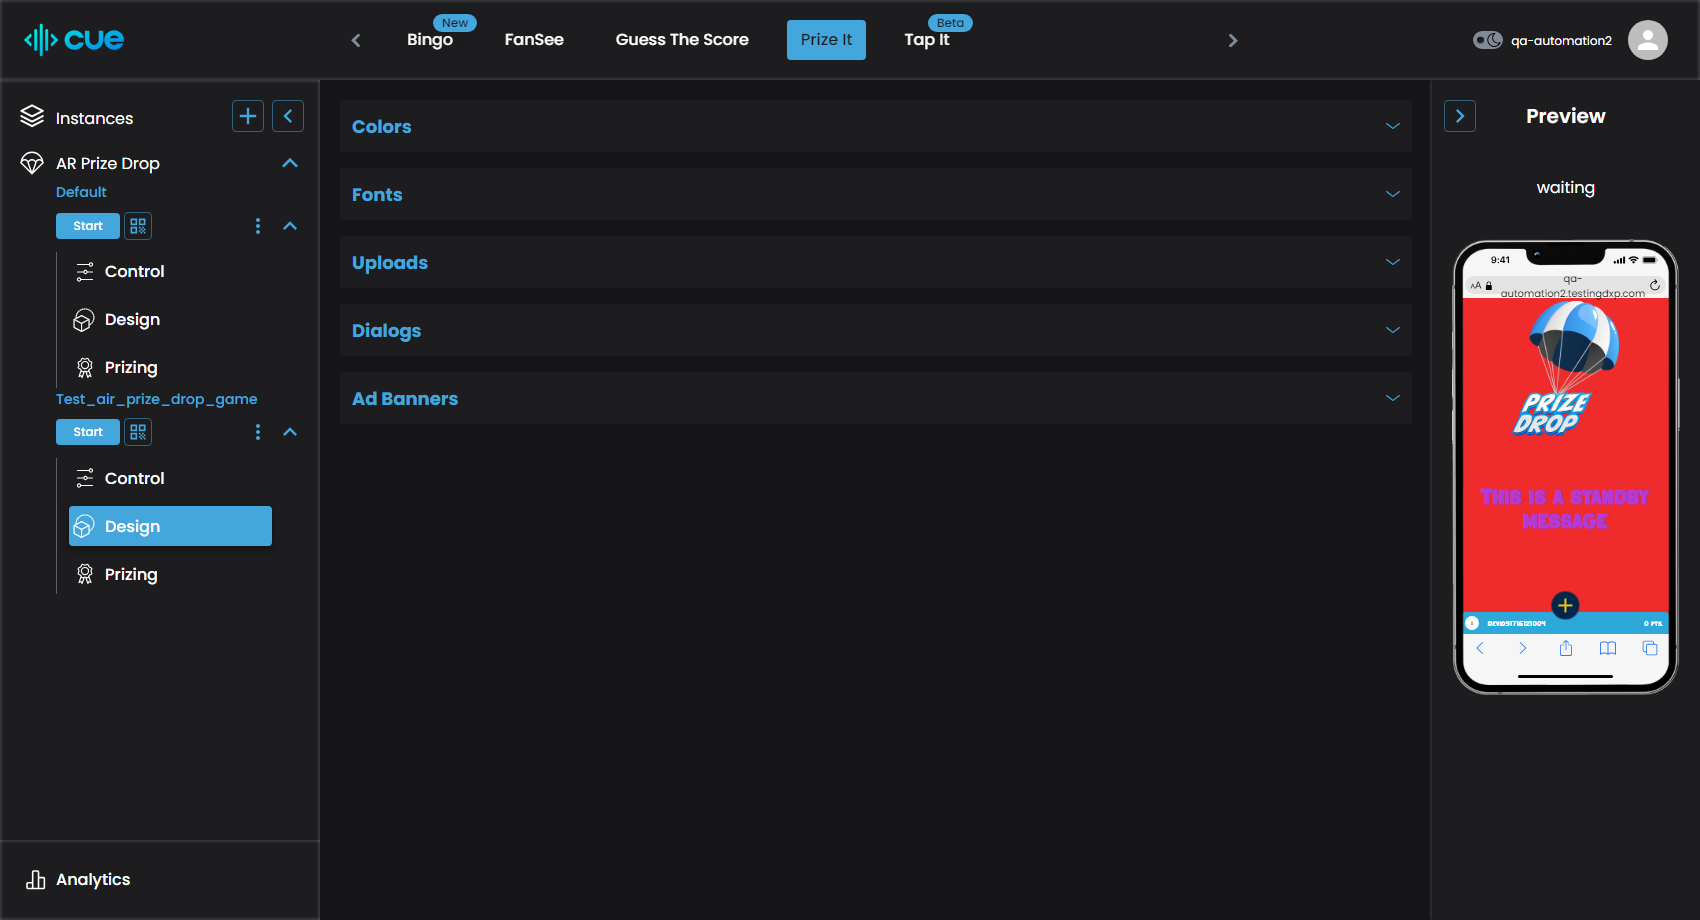 cue
New
Bingo
FanSee
Guess The Score
Prize It
Beta
Tap It
qa-automation2
Instances
AR Prize Drop
Default
Start
Control
Design
Prizing
Test_air_prize_drop_game
Start
Control
Design
Prizing
Analytics
Colors
Fonts
Uploads
Dialogs
Ad Banners
Preview
waiting
9:41
AA
qa-
automation2.testingdxp.com
PRIZE
DROP
THIS IS A STANDBY
MESSAGE
0 PTS.